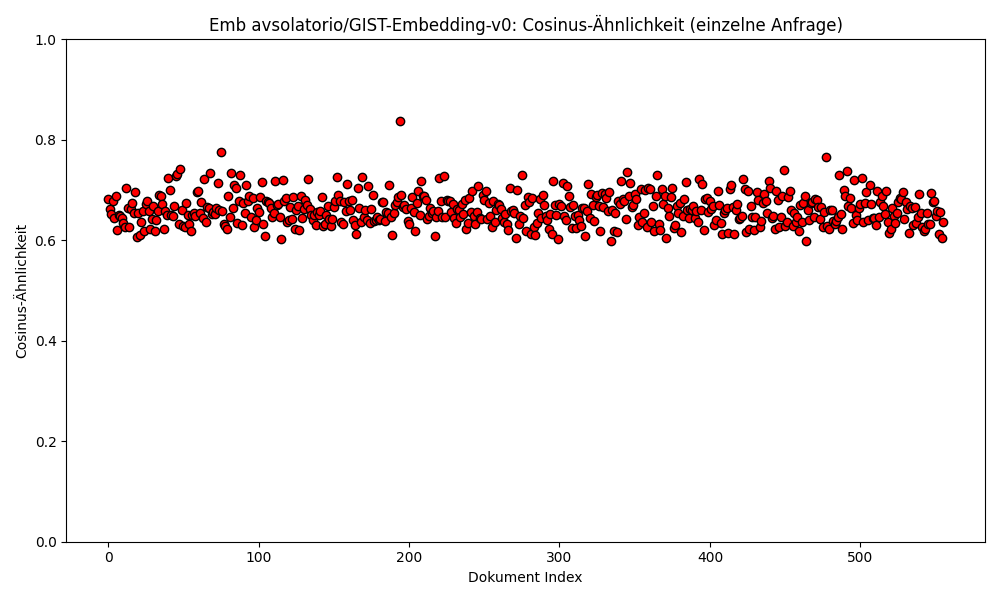 Emb avsolatorio/GIST-Embedding-v0: Cosinus-Ähnlichkeit (einzelne Anfrage)
1.0
0.8
0.6
0.4
0.2
0.0
Cosinus-Ähnlichkeit
0 100 200 300 400 500
Dokument Index